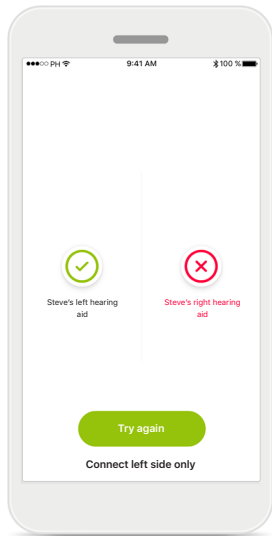 ●●●○○ PH 9:41 AM 100 %
Steve's left hearing
aid
Steve's right hearing
aid
Try again
Connect left side only